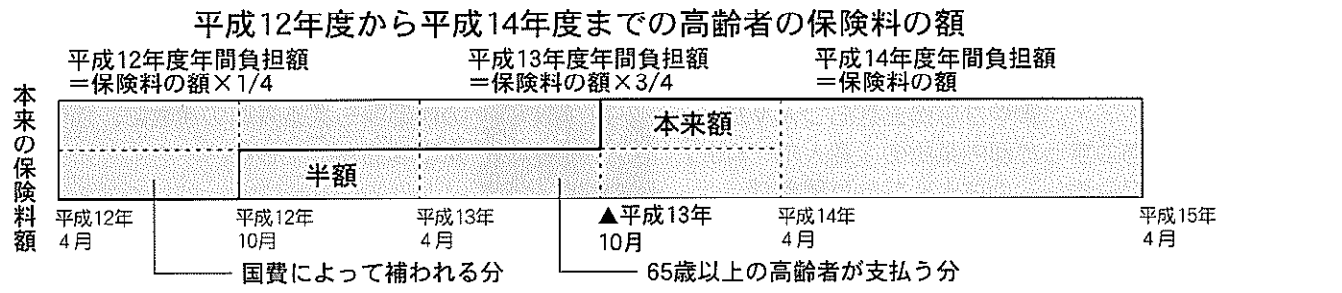 平成12年度から平成14年度までの高齢者の保険料の額
平成12年度年間負担額
＝保険料の額×1/4
平成13年度年間負担額
＝保険料の額×3/4
平成14年度年間負担額
＝保険料の額
本来の保険料額
本来額
半額
平成12年
4月
平成12年
10月
平成13年
4月
▲平成13年
10月
平成14年
4月
平成15年
4月
国費によって補われる分
65歳以上の高齢者が支払う分